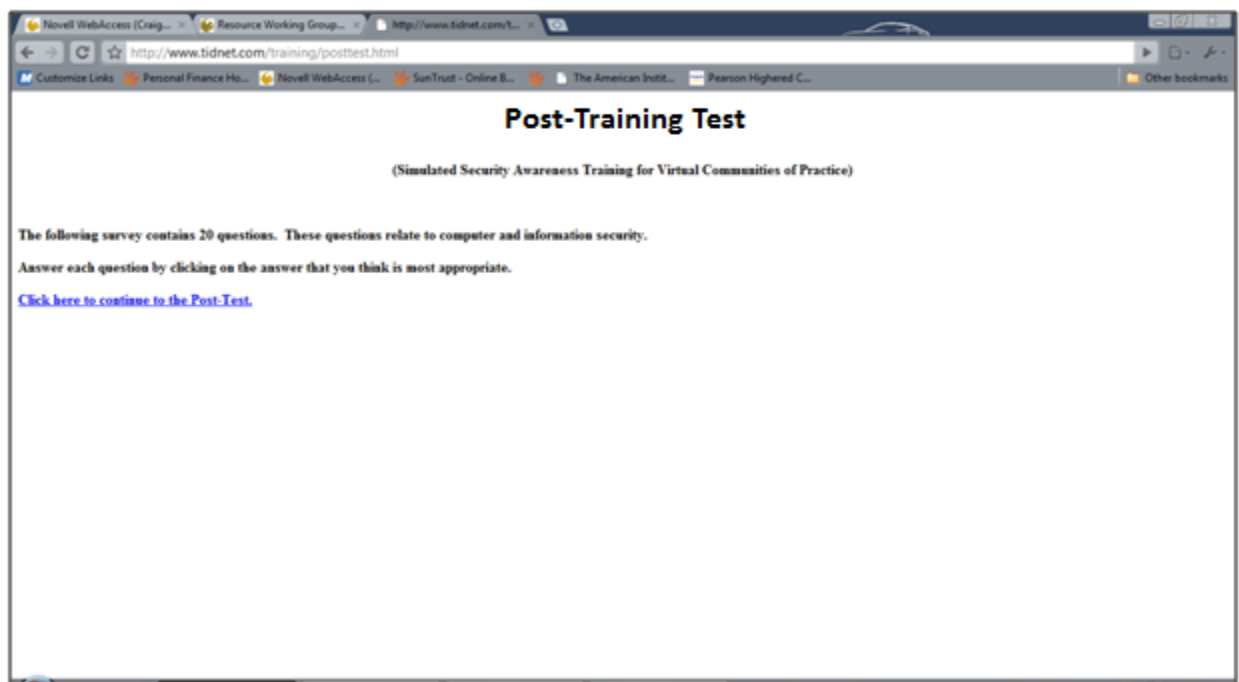 Novell WebAccess (Craig...
Resource Working Group...
http://www.tidnet.com/t...
http://www.tidnet.com/training/posttest.html
Customize Links
Personal Finance Ho...
Novell WebAccess (...
SunTrust - Online B...
The American Instit...
Pearson Highered C...
Other bookmarks
Post-Training Test
(Simulated Security Awareness Training for Virtual Communities of Practice)
The following survey contains 20 questions.  These questions relate to computer and information security.
Answer each question by clicking on the answer that you think is most appropriate.
Click here to continue to the Post-Test.